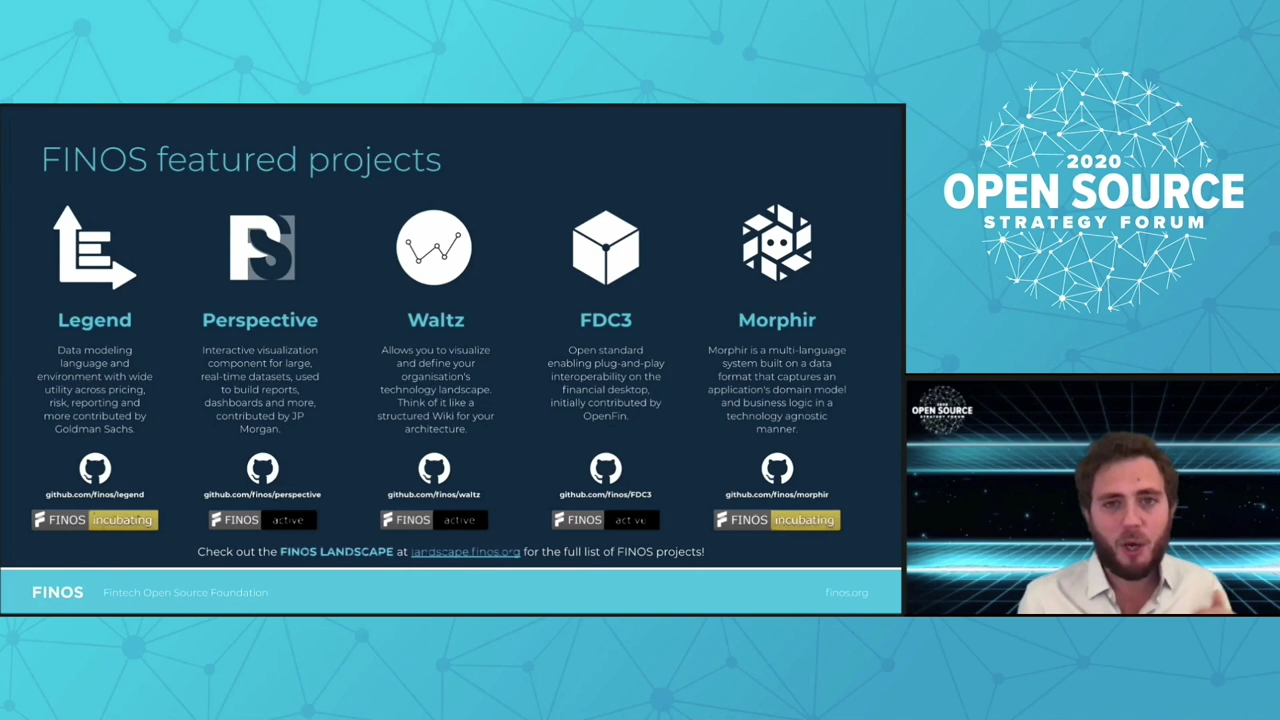 FINOS featured projects
Legend
Data modeling
language and
environment with wide
utility across pricing,
risk, reporting and
more contributed by
Goldman Sachs.
github.com/finos/legend
FINOS incubating
PS
Perspective
Interactive visualization
component for large,
real-time datasets, used
to build reports,
dashboards and more,
contributed by JP
Morgan.
github.com/finos/perspective
FINOS active
Waltz
Allows you to visualize
and define your
organisation's
technology landscape.
Think of it like a
structured Wiki for your
architecture.
github.com/finos/waltz
FINOS active
FDC3
Open standard
enabling plug-and-play
interoperability on the
financial desktop,
initially contributed by
OpenFin.
github.com/finos/FDC3
FINOS active
Morphir
Morphir is a multi-language
system built on a data
format that captures an
application's domain model
and business logic in a
technology agnostic
manner.
github.com/finos/morphir
FINOS incubating
Check out the FINOS LANDSCAPE at landscape.finos.org for the full list of FINOS projects!
FINOS Fintech Open Source Foundation finos.org
2020
OPEN SOURCE
STRATEGY FORUM
2020
OPEN SOURCE
STRATEGY FORUM